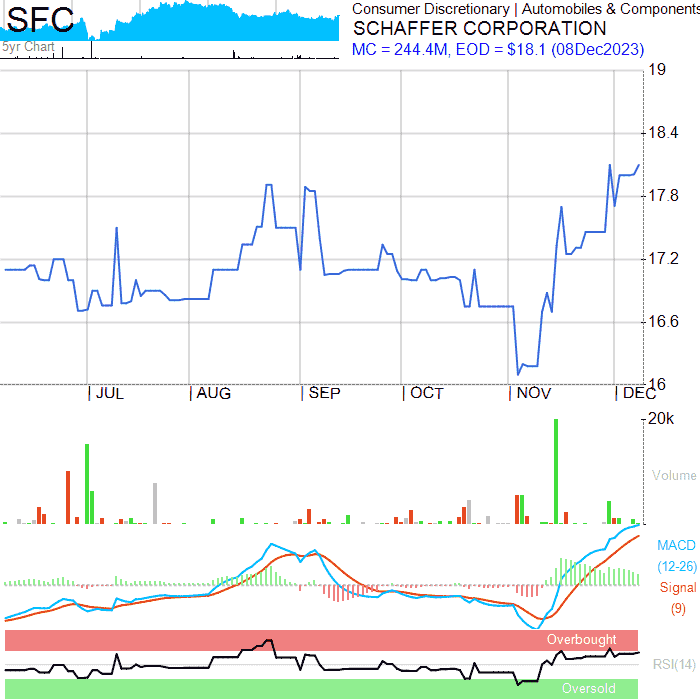 SFC
5yr Chart
Consumer Discretionary | Automobiles & Components
SCHAFFER CORPORATION
MC = 244.4M, EOD = $18.1 (08Dec2023)
19
18.4
17.8
17.2
16.6
16
JUL
AUG
SEP
OCT
NOV
DEC
20k
Volume
MACD
(12-26)
Signal
(9)
Overbought
RSI(14)
Oversold